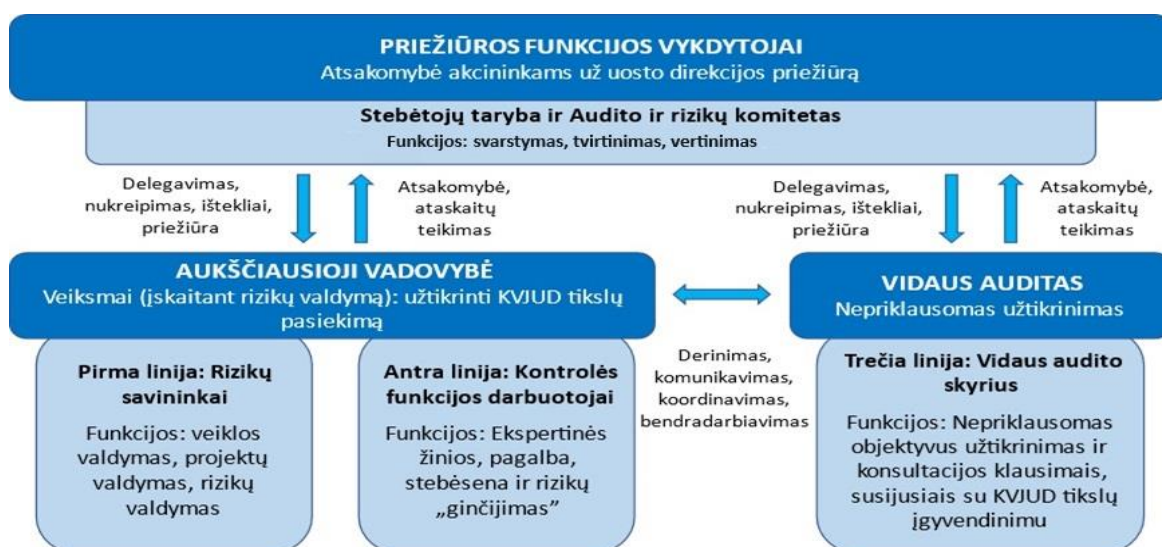 PRIEŽIŪROS FUNKCIJOS VYKDYTOJAI
Atsakomybė akcininkams už uosto direkcijos priežiūrą
Stebėtojų taryba ir Audito ir rizikų komitetas
Funkcijos: svarstymas, tvirtinimas, vertinimas
Delegavimas,
nukreipimas, ištekliai,
priežiūra
Atsakomybė,
ataskaitų
teikimas
Delegavimas,
nukreipimas, ištekliai,
priežiūra
Atsakomybė,
ataskaitų
teikimas
AUKŠČIAUSIOJI VADOVYBĖ
Veiksmai (įskaitant rizikų valdymą): užtikrinti KVJUD tikslų
pasiekimą
VIDAUS AUDITAS
Nepriklausomas užtikrinimas
Pirma linija: Rizikų
savininkai
Funkcijos: veiklos
valdymas, projektų
valdymas, rizikų
valdymas
Antra linija: Kontrolės
funkcijos darbuotojai
Funkcijos: Ekspertinės
žinios, pagalba,
stebėsena ir rizikų
„ginčijimas”
Derinimas,
komunikavimas,
koordinavimas,
bendradarbiavimas
Trečia linija: Vidaus audito
skyrius
Funkcijos: Nepriklausomas
objektyvus užtikrinimas ir
konsultacijos klausimais,
susijusiais su KVJUD tikslų
įgyvendinimu